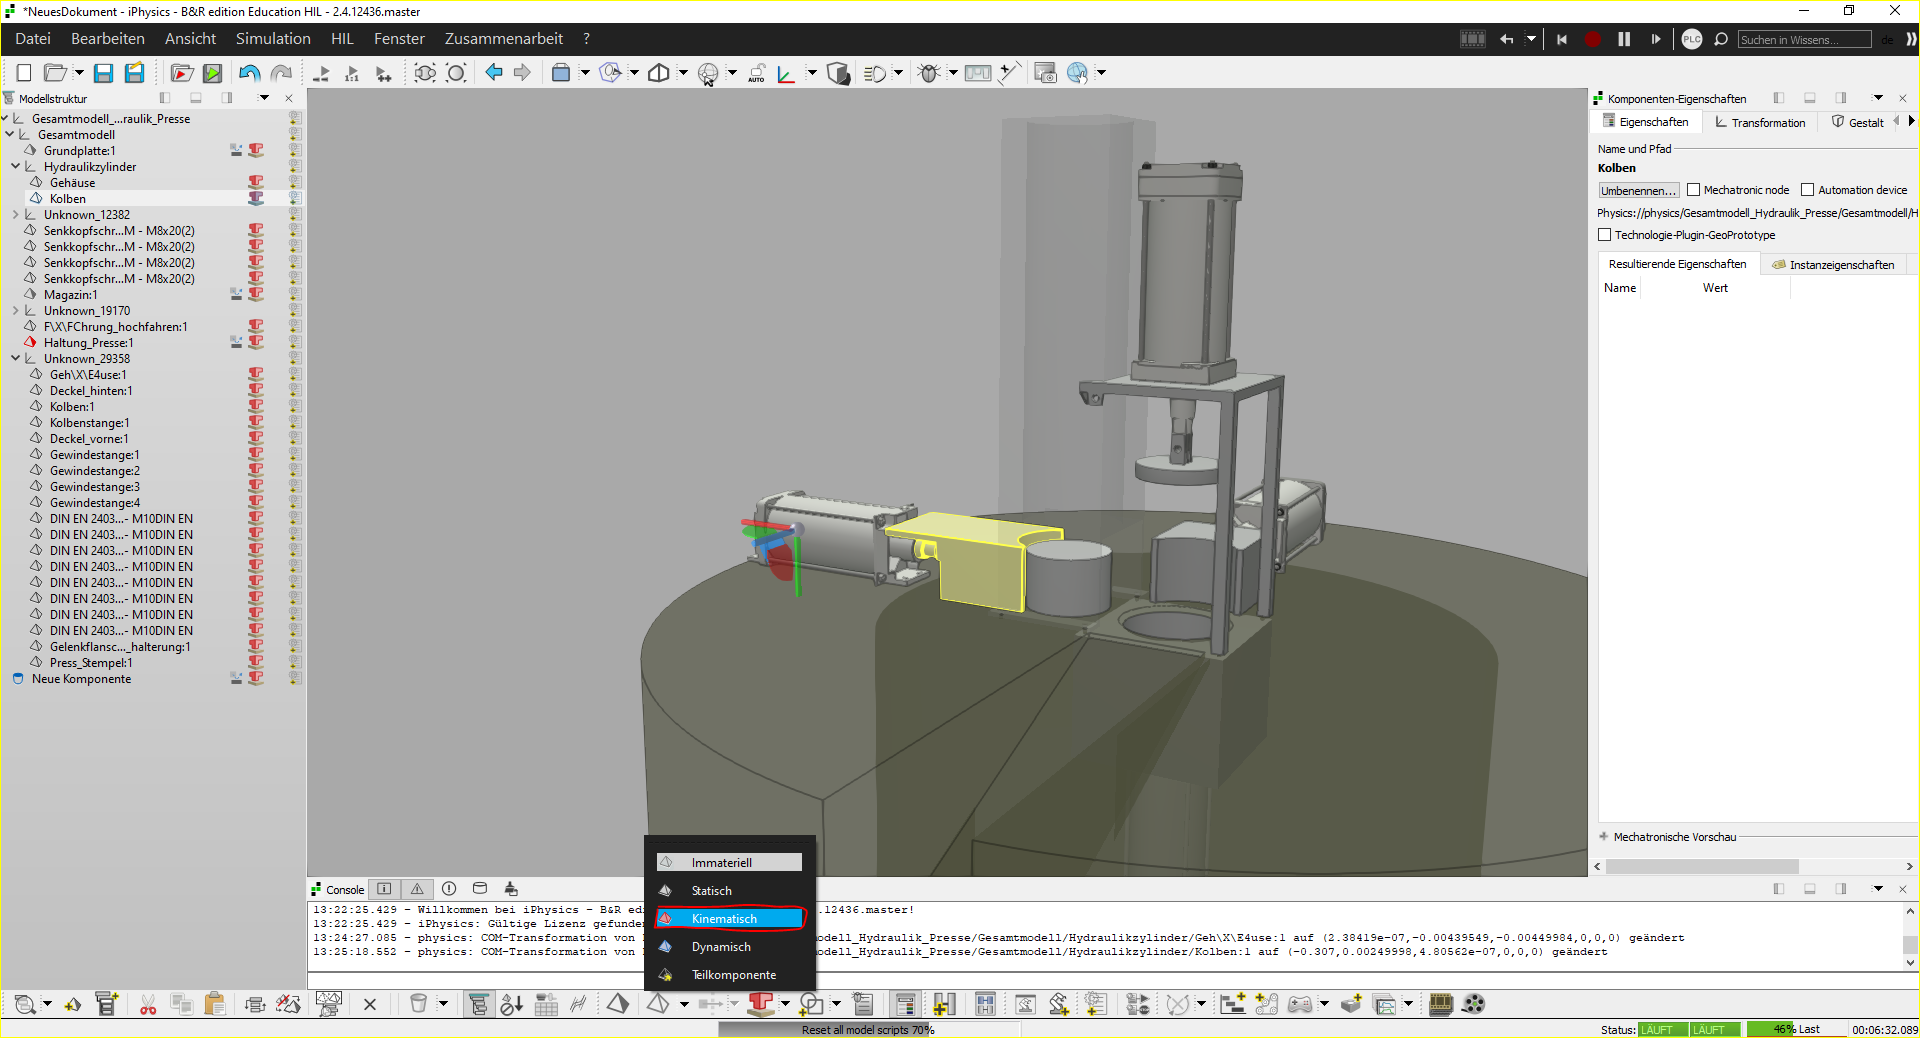 *NeuesDokument - iPhysics - B&R edition Education HIL - 2.4.12436.master
Datei Bearbeiten Ansicht Simulation HIL Fenster Zusammenarbeit ?
PLC Suchen in Wissens... de
1:1 AUTO
Modellstruktur
Gesamtmodell_...raulik_Presse
Gesamtmodell
Grundplatte:1
Hydraulikzylinder
Gehäuse
Kolben
Unknown_12382
Senkkopfschr...M - M8x20(2)
Senkkopfschr...M - M8x20(2)
Senkkopfschr...M - M8x20(2)
Senkkopfschr...M - M8x20(2)
Magazin:1
Unknown_19170
F\X\FChrung_hochfahren:1
Haltung_Presse:1
Unknown_29358
Geh\X\E4use:1
Deckel_hinten:1
Kolben:1
Kolbenstange:1
Deckel_vorne:1
Gewindestange:1
Gewindestange:2
Gewindestange:3
Gewindestange:4
DIN EN 2403...- M10DIN EN
DIN EN 2403...- M10DIN EN
DIN EN 2403...- M10DIN EN
DIN EN 2403...- M10DIN EN
DIN EN 2403...- M10DIN EN
DIN EN 2403...- M10DIN EN
DIN EN 2403...- M10DIN EN
DIN EN 2403...- M10DIN EN
Gelenkflansc..._halterung:1
Press_Stempel:1
Neue Komponente
Komponenten-Eigenschaften
Eigenschaften Transformation Gestalt
Name und Pfad
Kolben
Umbenennen... Mechatronic node Automation device
Physics://physics/Gesamtmodell_Hydraulik_Presse/Gesamtmodell/H
Technologie-Plugin-GeoPrototype
Resultierende Eigenschaften Instanzeigenschaften
Name Wert
Mechatronische Vorschau
Immateriell
Statisch
Kinematisch
Dynamisch
Teilkomponente
Console
13:22:25.429 - Willkommen bei iPhysics - B&R edi .12436.master!
13:22:25.429 - iPhysics: Gültige Lizenz gefunden
13:24:27.085 - physics: COM-Transformation von odell_Hydraulik_Presse/Gesamtmodell/Hydraulikzylinder/Geh\X\E4use:1 auf (2.38419e-07,-0.00439549,-0.00449984,0,0,0) geändert
13:25:18.552 - physics: COM-Transformation von odell_Hydraulik_Presse/Gesamtmodell/Hydraulikzylinder/Kolben:1 auf (-0.307,0.00249998,4.80562e-07,0,0,0) geändert
Reset all model scripts 70%
Status: LÄUFT LÄUFT 46% Last 00:06:32.089